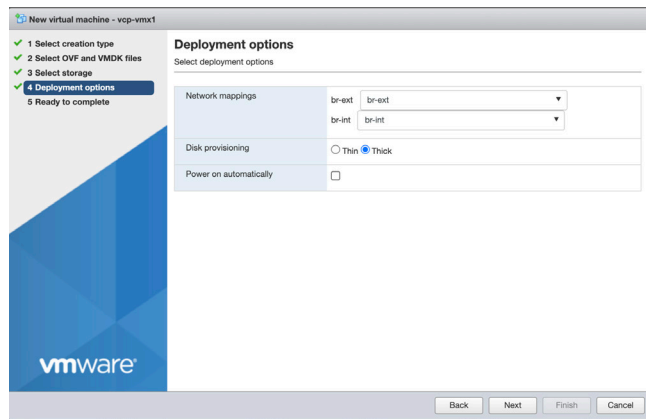 New virtual machine - vcp-vmx1
1 Select creation type
2 Select OVF and VMDK files
3 Select storage
4 Deployment options
5 Ready to complete
Deployment options
Select deployment options
Network mappings
br-ext br-ext
br-int br-int
Disk provisioning
Thin Thick
Power on automatically
vmware®
Back Next Finish Cancel